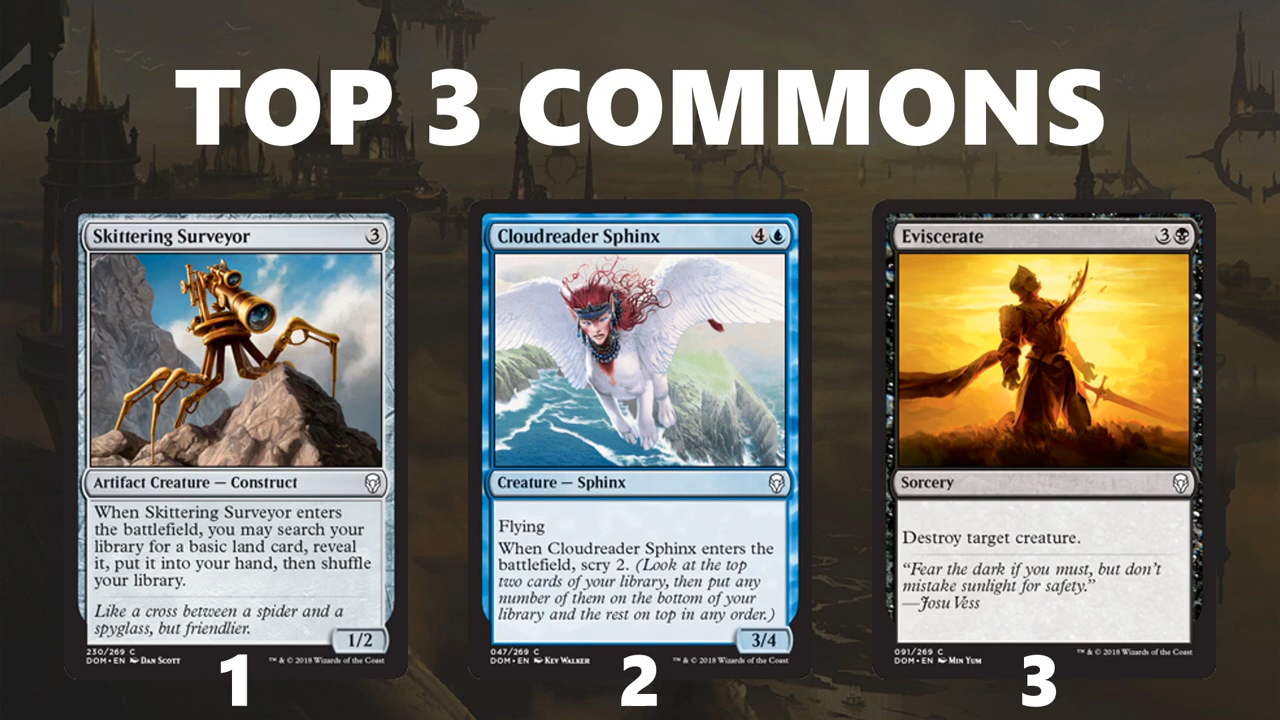 TOP 3 COMMONS
Skittering Surveyor 3
Artifact Creature — Construct
When Skittering Surveyor enters
the battlefield, you may search your
library for a basic land card, reveal
it, put it into your hand, then shuffle
your library.
Like a cross between a spider and a
spyglass, but friendlier.
1/2
230/269 C
DOM • EN Dan Scott ™ & © 2018 Wizards of the Coast
1
Cloudreader Sphinx 4
Creature — Sphinx
Flying
When Cloudreader Sphinx enters the
battlefield, scry 2. (Look at the top
two cards of your library, then put any
number of them on the bottom of your
library and the rest on top in any order.)
3/4
047/269 C
DOM • EN Kev Walker ™ & © 2018 Wizards of the Coast
2
Eviscerate 3
Sorcery
Destroy target creature.
“Fear the dark if you must, but don’t
mistake sunlight for safety.”
—Josu Vess
091/269 C
DOM • EN Min Yum ™ & © 2018 Wizards of the Coast
3